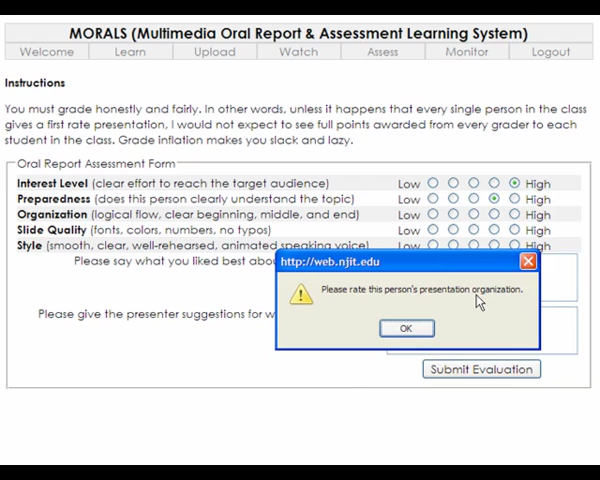 MORALS (Multimedia Oral Report & Assessment Learning System)
Welcome Learn Upload Watch Assess Monitor Logout
Instructions
You must grade honestly and fairly. In other words, unless it happens that every single person in the class
gives a first rate presentation, I would not expect to see full points awarded from every grader to each
student in the class. Grade inflation makes you slack and lazy.
Oral Report Assessment Form
Interest Level (clear effort to reach the target audience) Low High
Preparedness (does this person clearly understand the topic) Low High
Organization (logical flow, clear beginning, middle, and end) Low High
Slide Quality (fonts, colors, numbers, no typos) Low High
Style (smooth, clear, well-rehearsed, animated speaking voice) Low High
Please say what you liked best abou
http://web.njit.edu
Please rate this person's presentation organization.
Please give the presenter suggestions for w
OK
Submit Evaluation